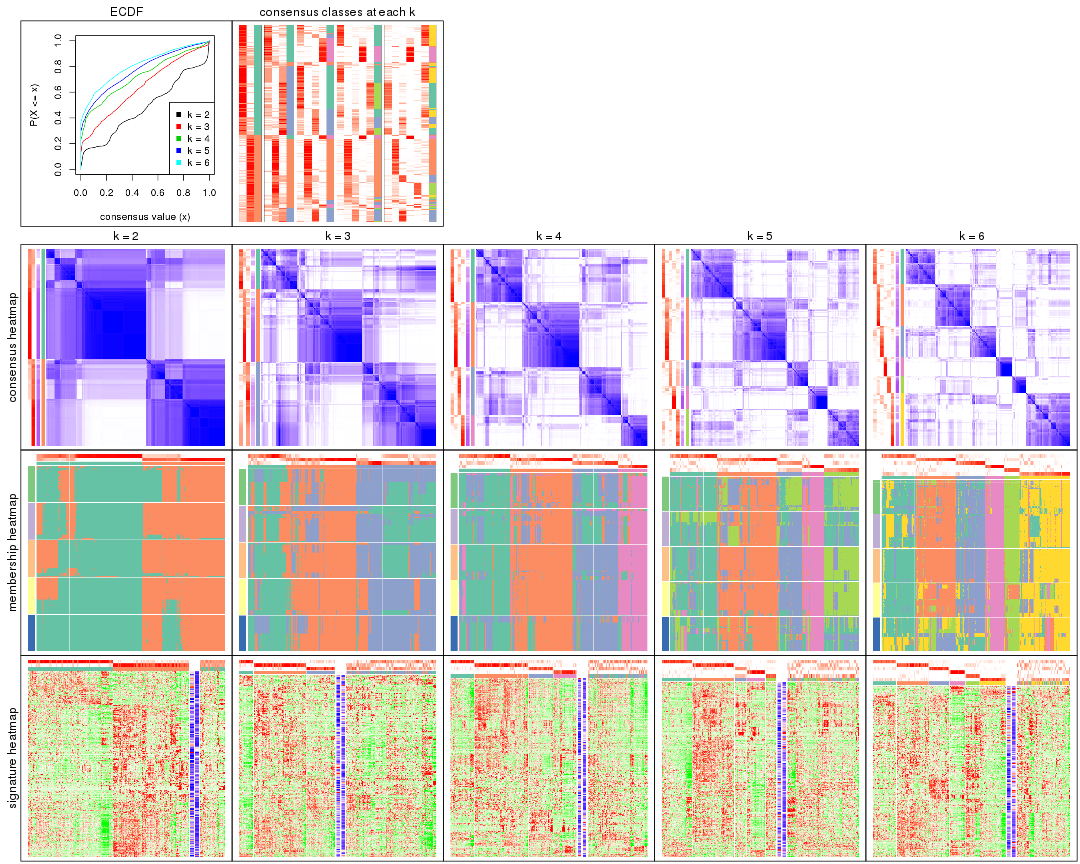 ECDF
consensus classes at each k
P(X <= x)
0.0 0.2 0.4 0.6 0.8 1.0
k = 2
k = 3
k = 4
k = 5
k = 6
0.0 0.2 0.4 0.6 0.8 1.0
consensus value (x)
k = 2 k = 3 k = 4 k = 5 k = 6
consensus heatmap
membership heatmap
signature heatmap